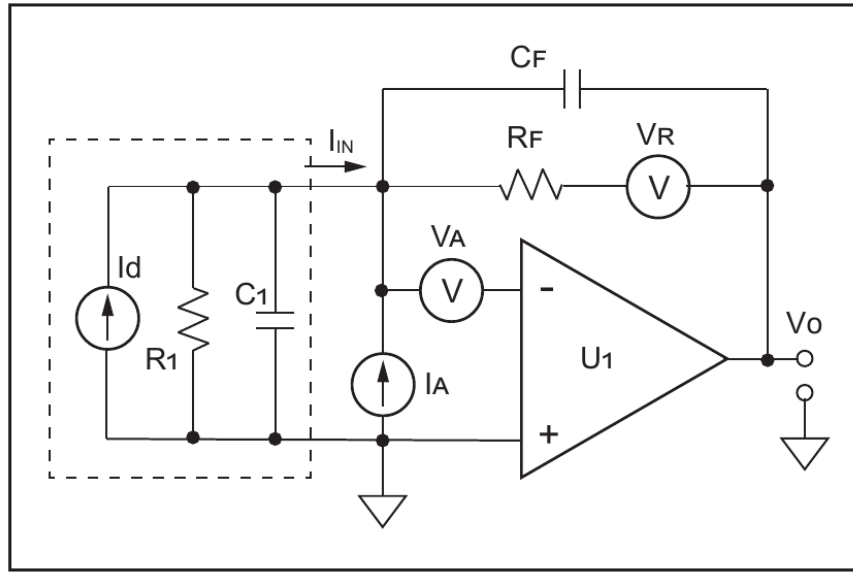 CF
IIN
RF
VR
V
VA
V
Id
C1
-
R1
U1
Vo
IA
+